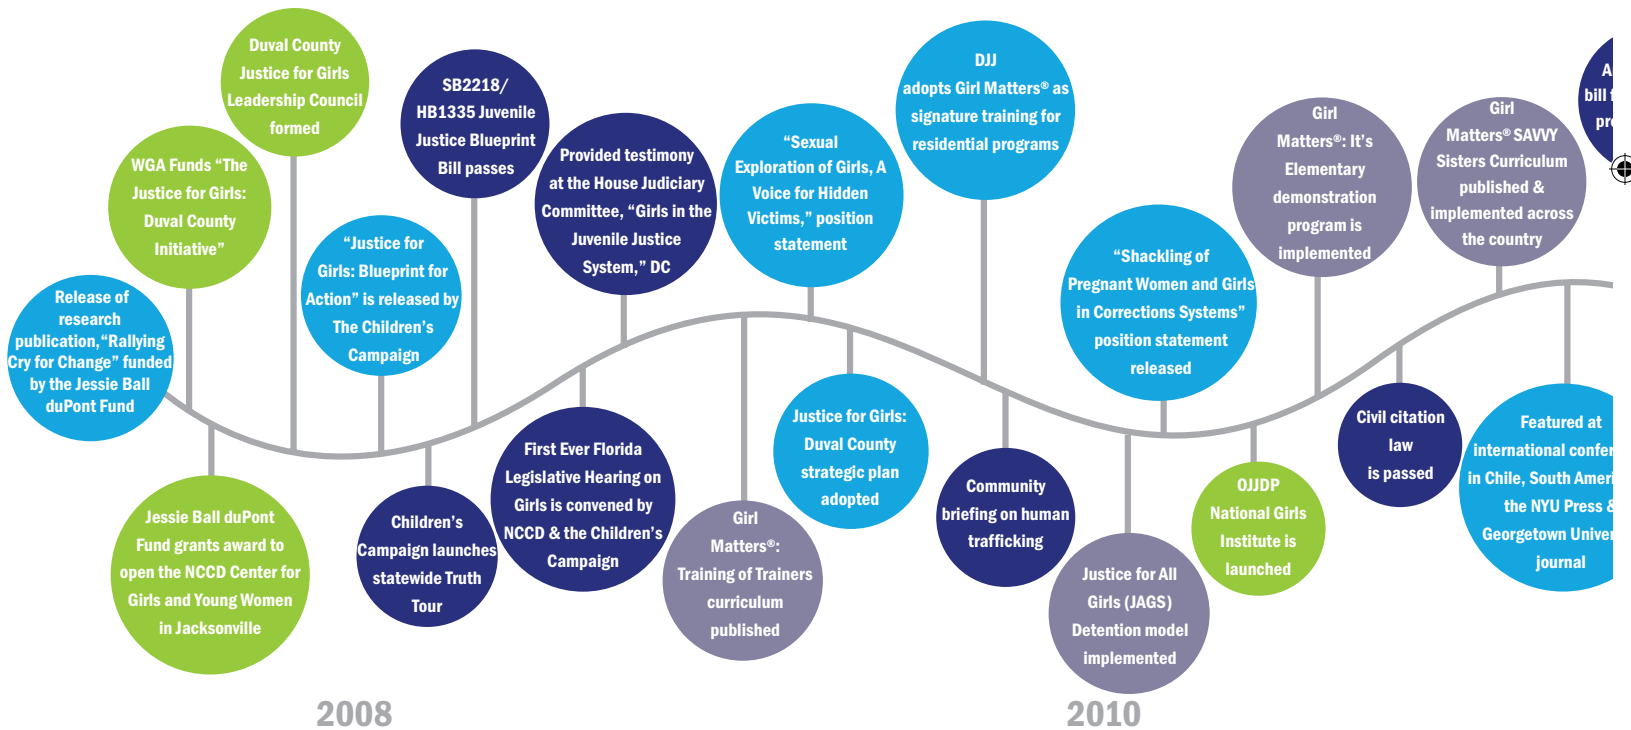 Release of
research
publication,“Rallying
Cry for Change” funded
by the Jessie Ball
duPont Fund
WGA Funds “The
Justice for Girls:
Duval County
Initiative”
Jessie Ball duPont
Fund grants award to
open the NCCD Center for
Girls and Young Women
in Jacksonville
Duval County
Justice for Girls
Leadership Council
formed
“Justice for
Girls: Blueprint for
Action” is released by
The Children’s
Campaign
Children’s
Campaign launches
statewide Truth
Tour
SB2218/
HB1335 Juvenile
Justice Blueprint
Bill passes
First Ever Florida
Legislative Hearing on
Girls is convened by
NCCD & the Children’s
Campaign
Provided testimony
at the House Judiciary
Committee, “Girls in the
Juvenile Justice
System,” DC
Girl
Matters®:
Training of Trainers
curriculum
published
“Sexual
Exploration of Girls, A
Voice for Hidden
Victims,” position
statement
Justice for Girls:
Duval County
strategic plan
adopted
DJJ
adopts Girl Matters® as
signature training for
residential programs
Community
briefing on human
trafficking
Justice for All
Girls (JAGS)
Detention model
implemented
“Shackling of
Pregnant Women and Girls
in Corrections Systems”
position statement
released
OJJDP
National Girls
Institute is
launched
Girl
Matters®: It’s
Elementary
demonstration
program is
implemented
Civil citation
law
is passed
Girl
Matters® SAVVY
Sisters Curriculum
published &
implemented across
the country
Featured at
international
in Chile, South
the NYU Press &
Georgetown
journal
bill
2008
2010